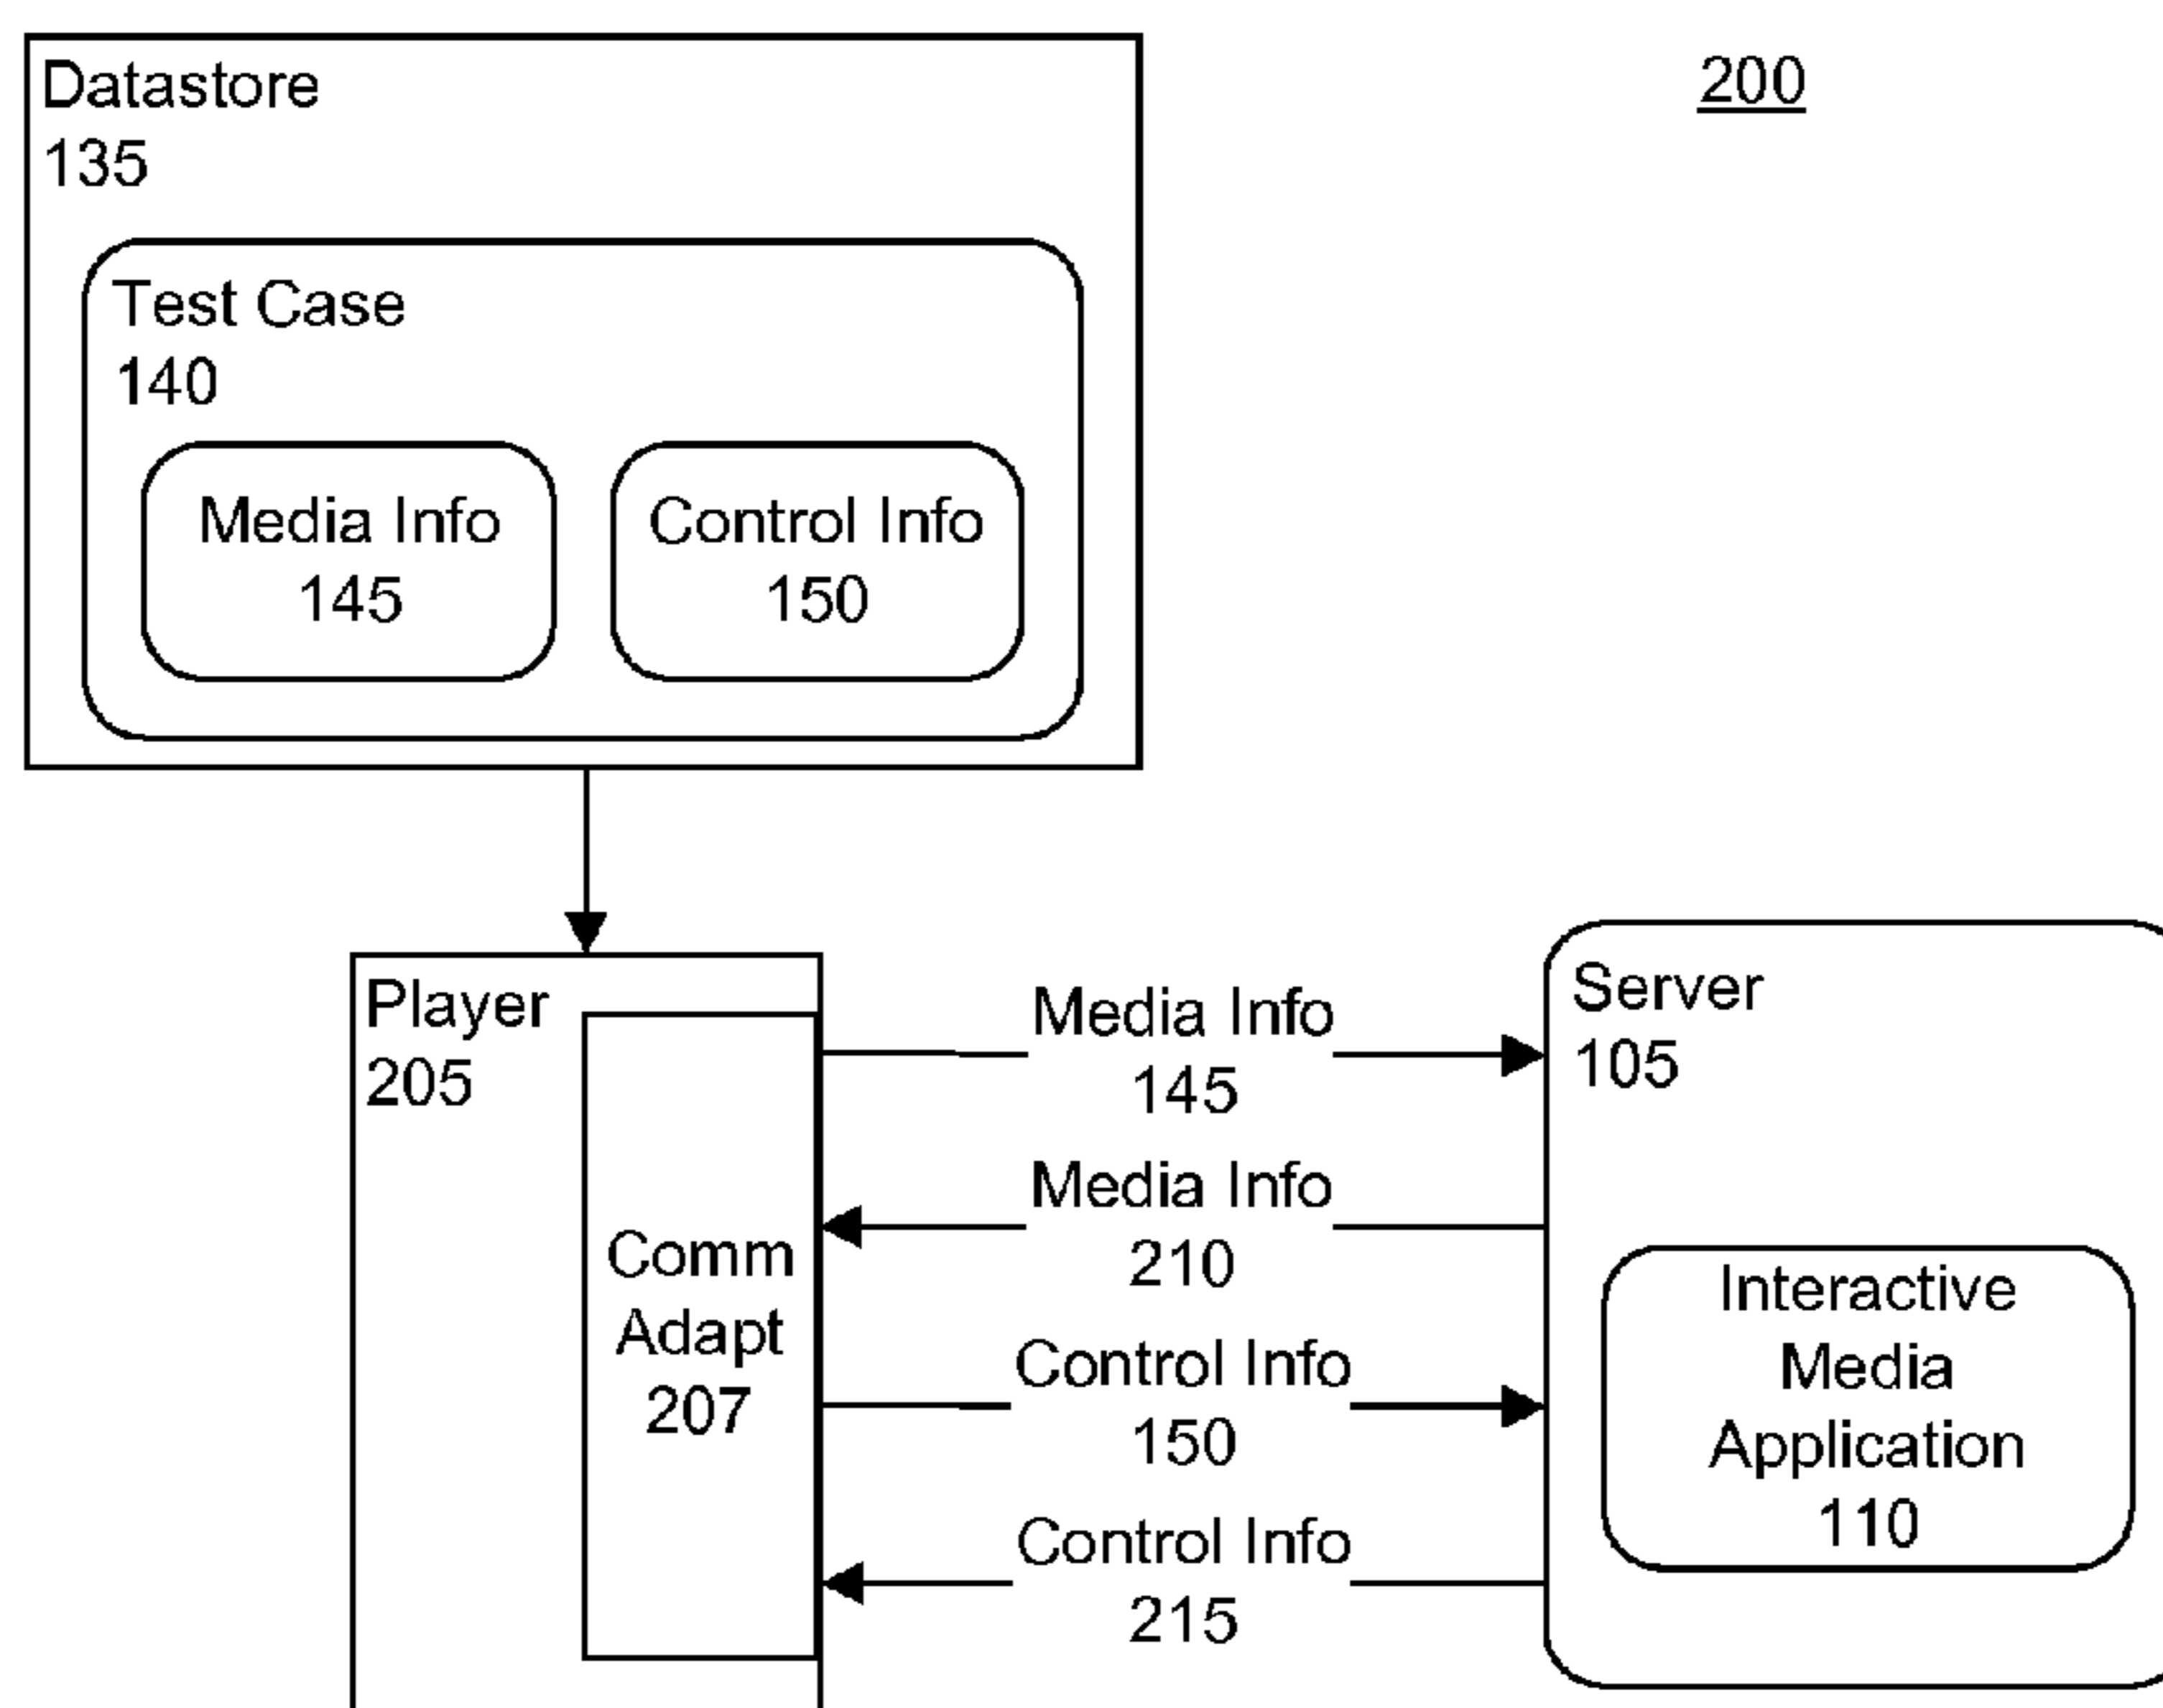 Datastore
135
200
Test Case
140
Media Info
145
Control Info
150
Player
205
Comm
Adapt
207
Media Info
145
Media Info
210
Control Info
150
Control Info
215
Server
105
Interactive
Media
Application
110